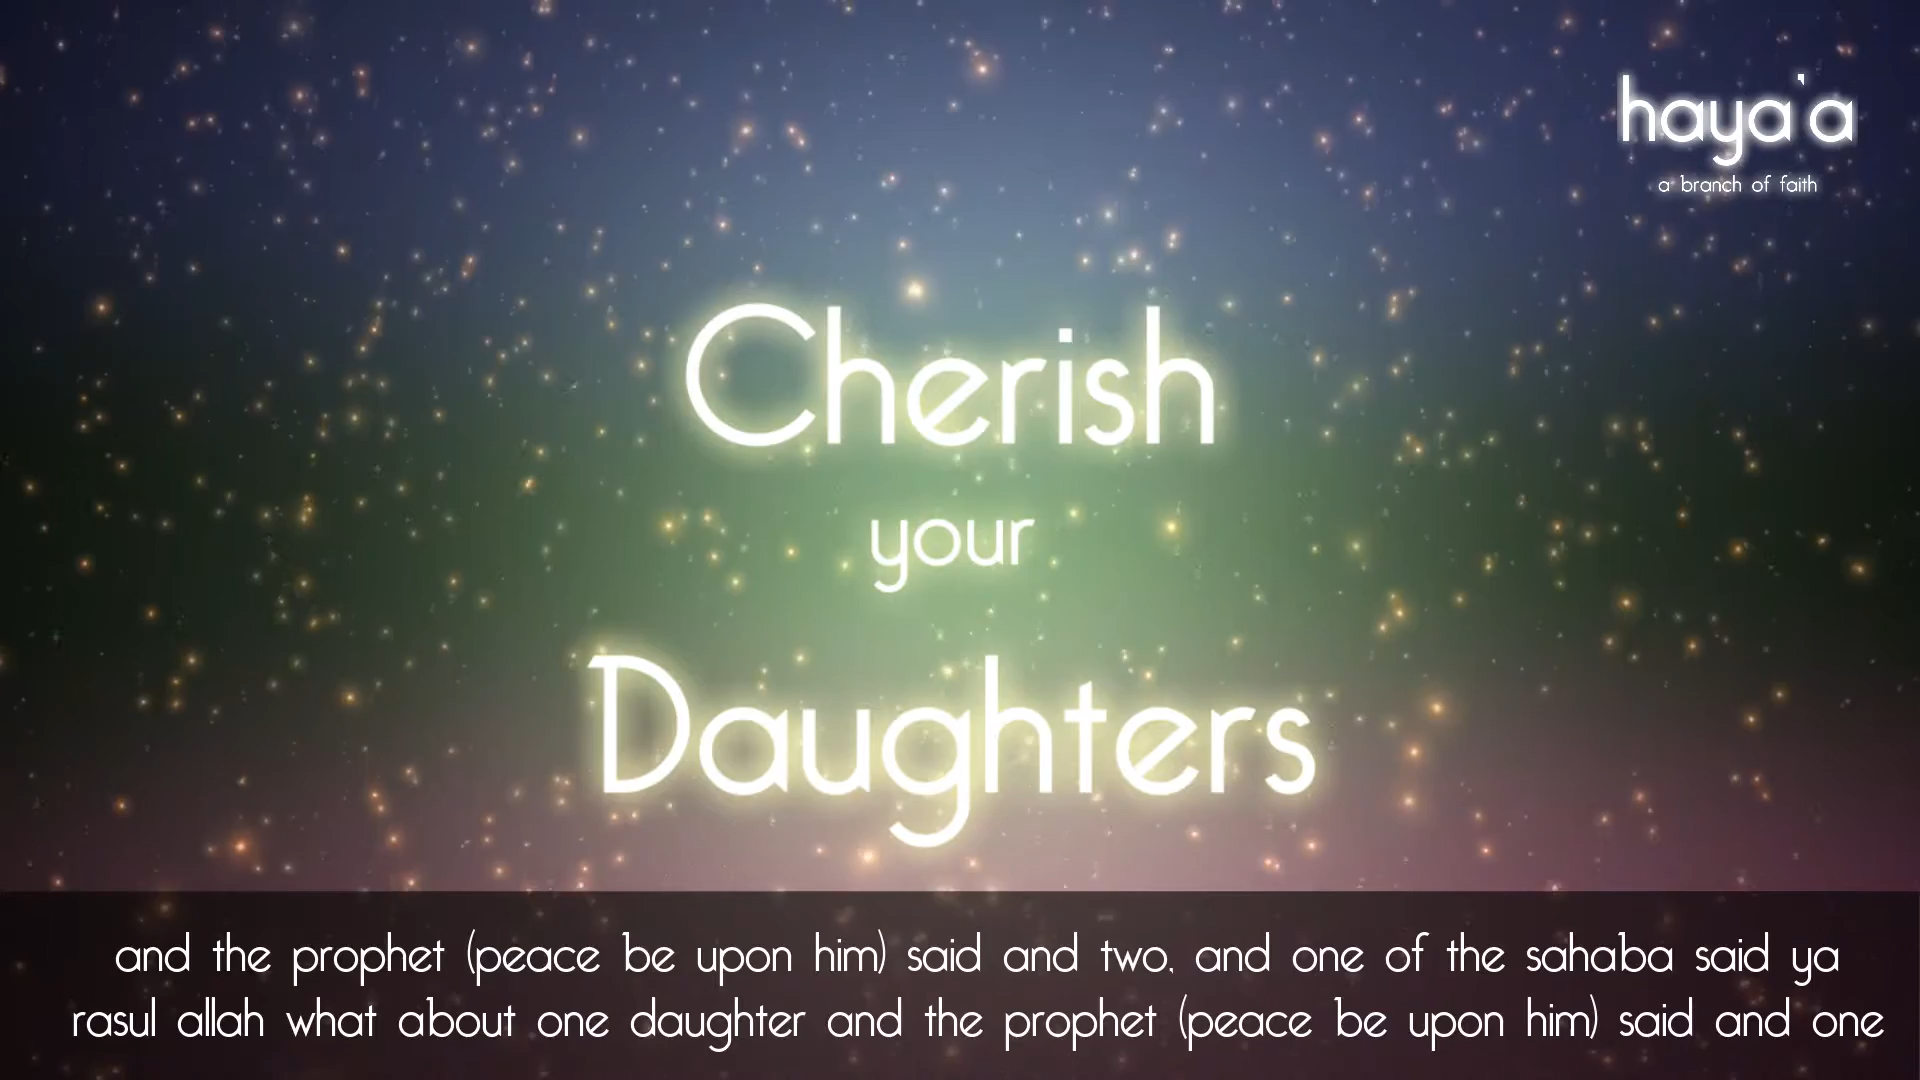 haya'a
a branch of faith
Cherish
your
Daughters
and the prophet (peace be upon him) said and two, and one of the sahaba said ya
rasul allah what about one daughter and the prophet (peace be upon him) said and one